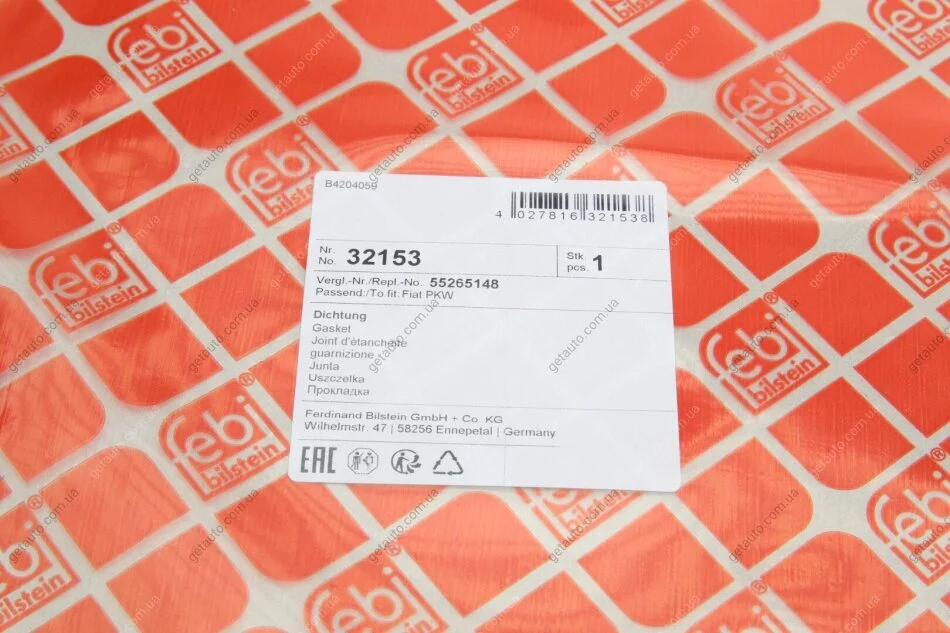 B4204059
4 027816 321538
Nr.
No. 32153
Stk.
pos. 1
Vergl.-Nr./Repl.-No. 55265148
Passend:/To fit: Fiat PKW
Dichtung
Gasket
Joint d'étanchéité
guarnizione
Junta
Uszczelka
Прокладка
Ferdinand Bilstein GmbH + Co. KG
Wilhelmstr. 47 | 58256 Ennepetal | Germany
EAC
febi
bilstein
getauto.com.ua